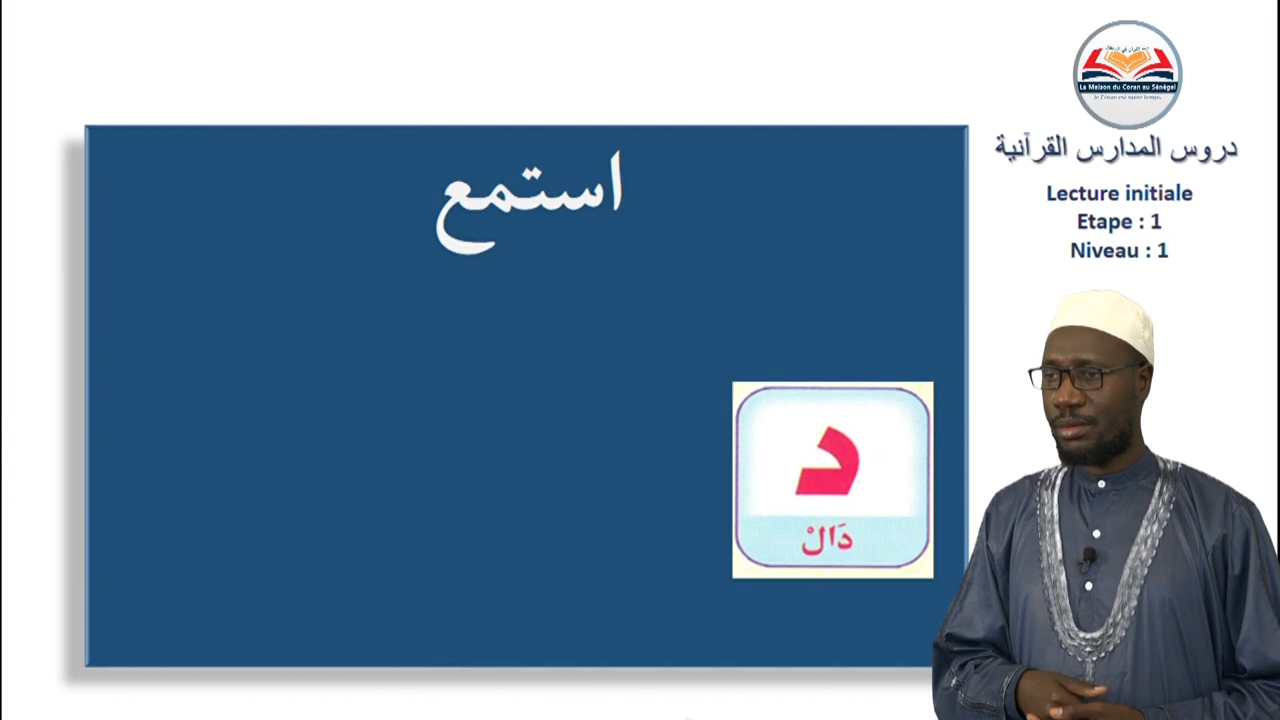 La Maison du Coran au Sénégal
دروس المدارس القرآنية
Lecture initiale
Etape : 1
Niveau : 1
استمع
د
دَالْ